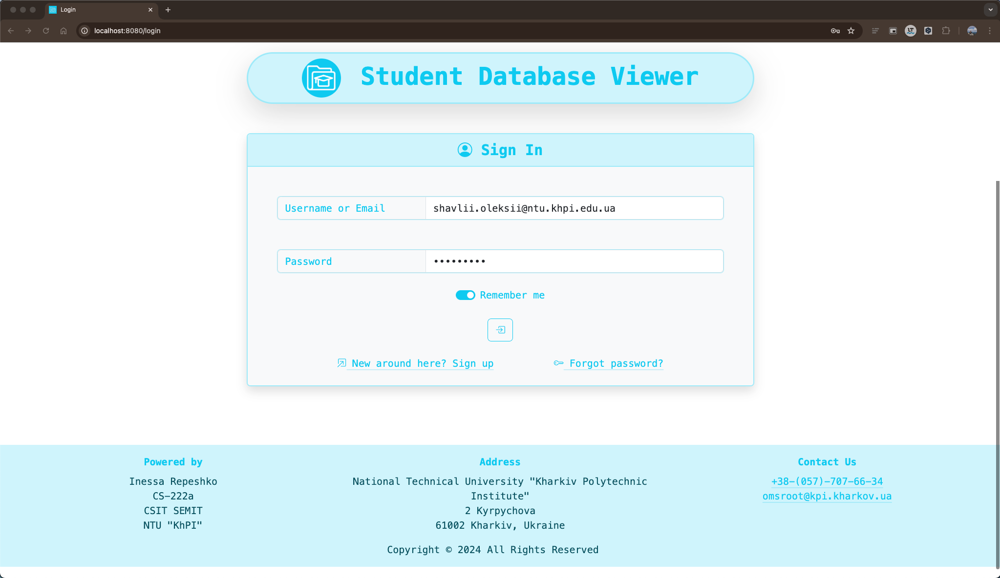 Login
localhost:8080/login
LT
Student Database Viewer
Sign In
Username or Email
shavlii.oleksii@ntu.khpi.edu.ua
Password
•••••••••
Remember me
New around here? Sign up
Forgot password?
Powered by
Inessa Repeshko
CS-222a
CSIT SEMIT
NTU "KhPI"
Address
National Technical University "Kharkiv Polytechnic
Institute"
2 Kyrpychova
61002 Kharkiv, Ukraine
Contact Us
+38-(057)-707-66-34
omsroot@kpi.kharkov.ua
Copyright © 2024 All Rights Reserved